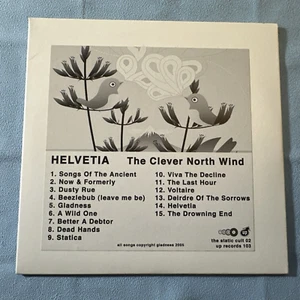 HELVETIA The Clever North Wind
1. Songs Of The Ancient
2. Now & Formerly
3. Dusty Rue
4. Beezlebub (leave me be)
5. Gladness
6. A Wild One
7. Better A Debtor
8. Dead Hands
9. Statica
10. Viva The Decline
11. The Last Hour
12. Voltaire
13. Deirdre Of The Sorrows
14. Helvetia
15. The Drowning End
all songs copyright gladness 2005
the static cult 02
up records 155